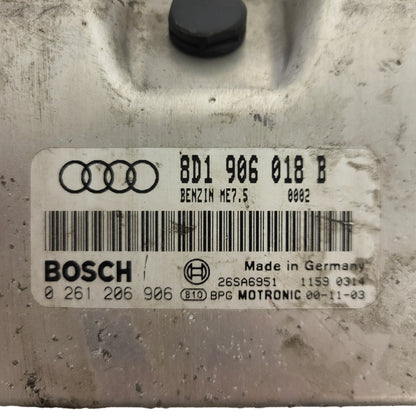 8D1 906 018 B
BENZIN ME7.5 0002
BOSCH Made in Germany
26SA6951 1159 0314
0 261 206 906 810 BPG MOTRONIC 00-11-03